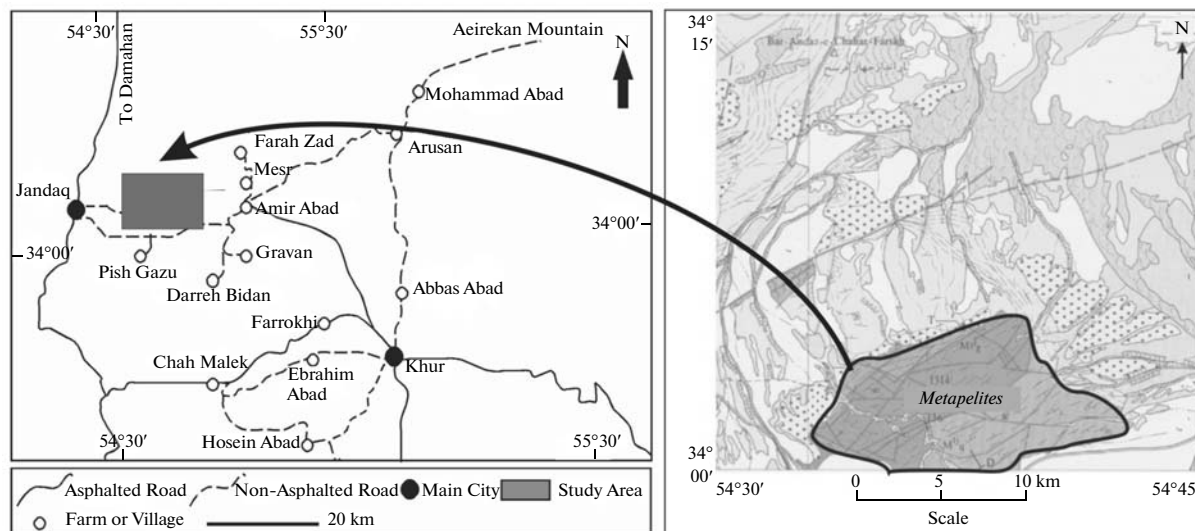 54°30′
55°30′
Aeirekan Mountain
N
To Damahan
Mohammad Abad
Farah Zad
Arusan
Mesr
Jandaq
Amir Abad
34°00′
34°00′
Gravan
Pish Gazu
Darreh Bidan
Abbas Abad
Farrokhi
Chah Malek
Khur
Ebrahim
Abad
Hosein Abad
54°30′
55°30′
Asphalted Road
Non-Asphalted Road
Main City
Study Area
Farm or Village
20 km
34°
15′
N
Metapelites
34°
00′
54°30′
54°45′
0
5
10 km
Scale